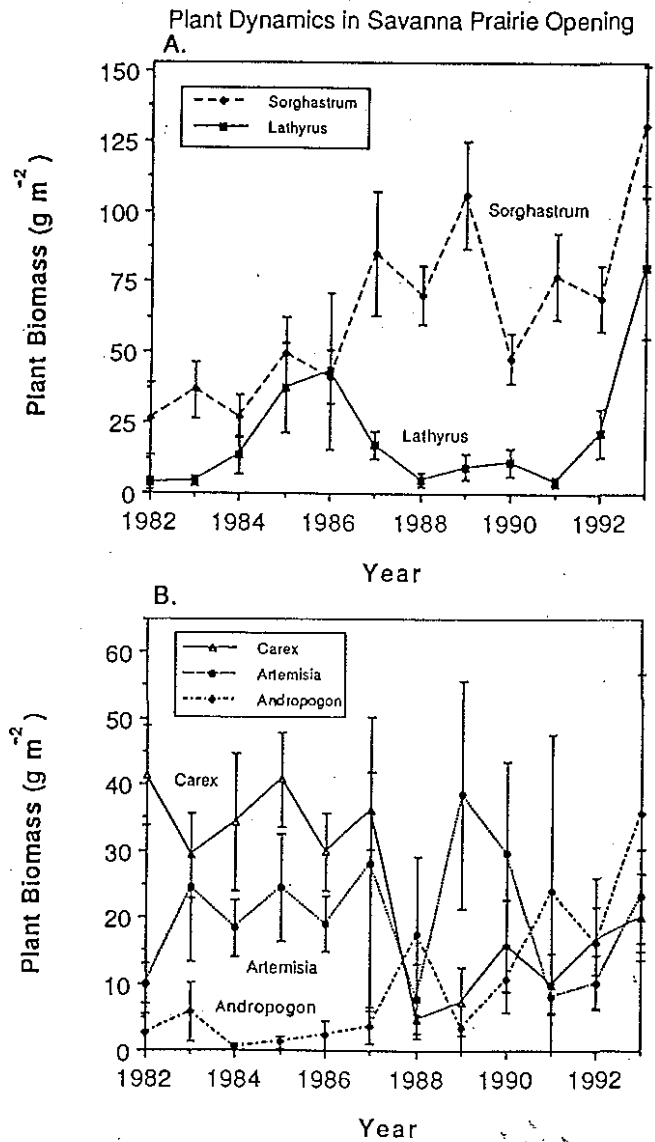 Plant Dynamics in Savanna Prairie Opening
A.
150
125
100
75
50
25
0
Plant Biomass (g m⁻²)
Sorghastrum
Lathyrus
Sorghastrum
Lathyrus
1982 1984 1986 1988 1990 1992
Year
B.
60
50
40
30
20
10
0
Plant Biomass (g m⁻²)
Carex
Artemisia
Andropogon
Carex
Artemisia
Andropogon
1982 1984 1986 1988 1990 1992
Year